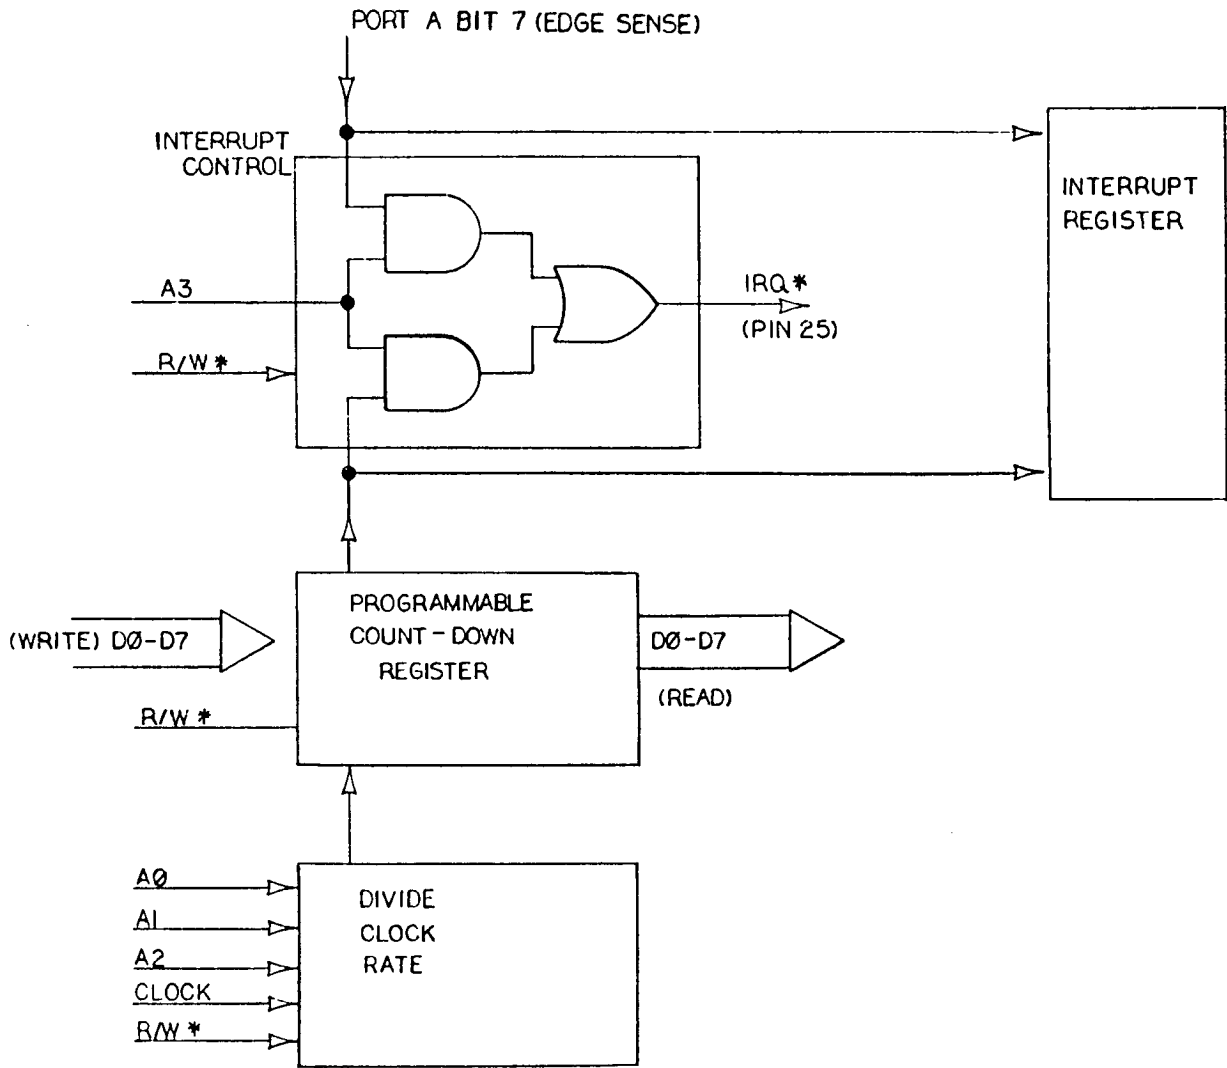 PORT A BIT 7 (EDGE SENSE)
INTERRUPT
CONTROL
INTERRUPT
REGISTER
A3
IRQ*
(PIN 25)
R/W*
PROGRAMMABLE
COUNT-DOWN
REGISTER
(WRITE) DØ-D7
DØ-D7
(READ)
R/W*
DIVIDE
CLOCK
RATE
AØ
A1
A2
CLOCK
R/W*